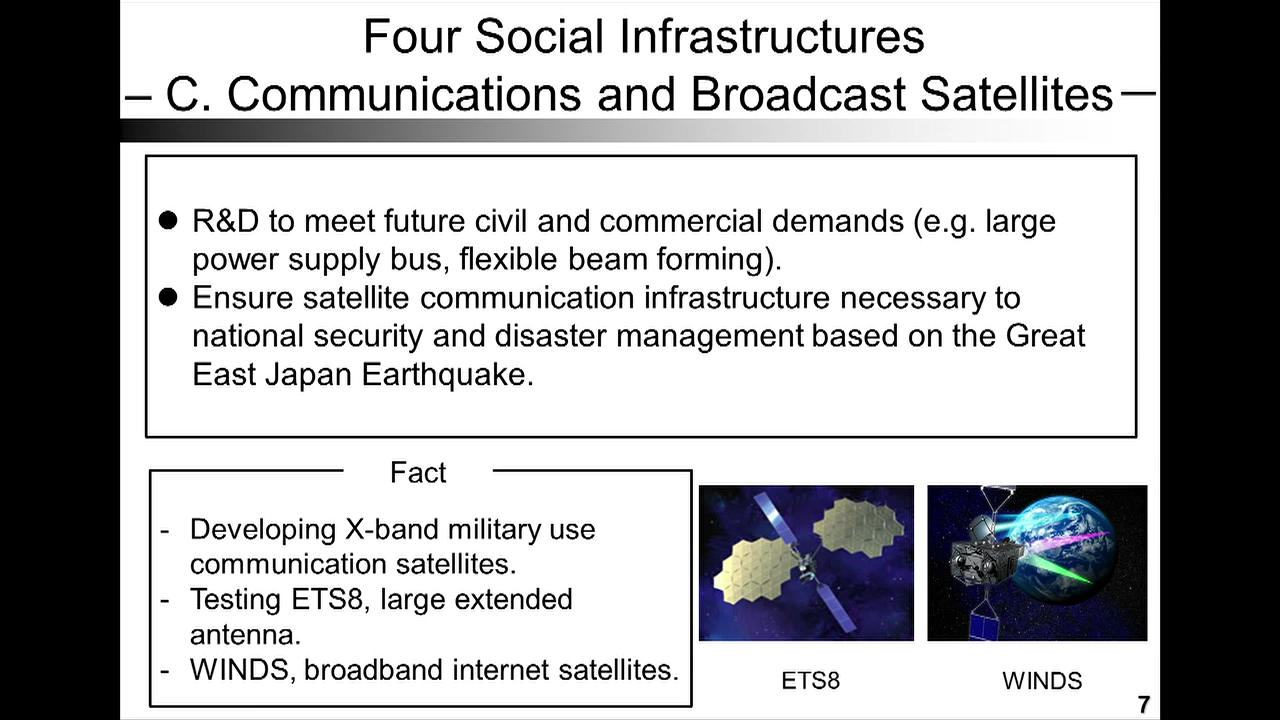 Four Social Infrastructures
– C. Communications and Broadcast Satellites –
● R&D to meet future civil and commercial demands (e.g. large
power supply bus, flexible beam forming).
● Ensure satellite communication infrastructure necessary to
national security and disaster management based on the Great
East Japan Earthquake.
Fact
- Developing X-band military use
communication satellites.
- Testing ETS8, large extended
antenna.
- WINDS, broadband internet satellites.
ETS8
WINDS
7